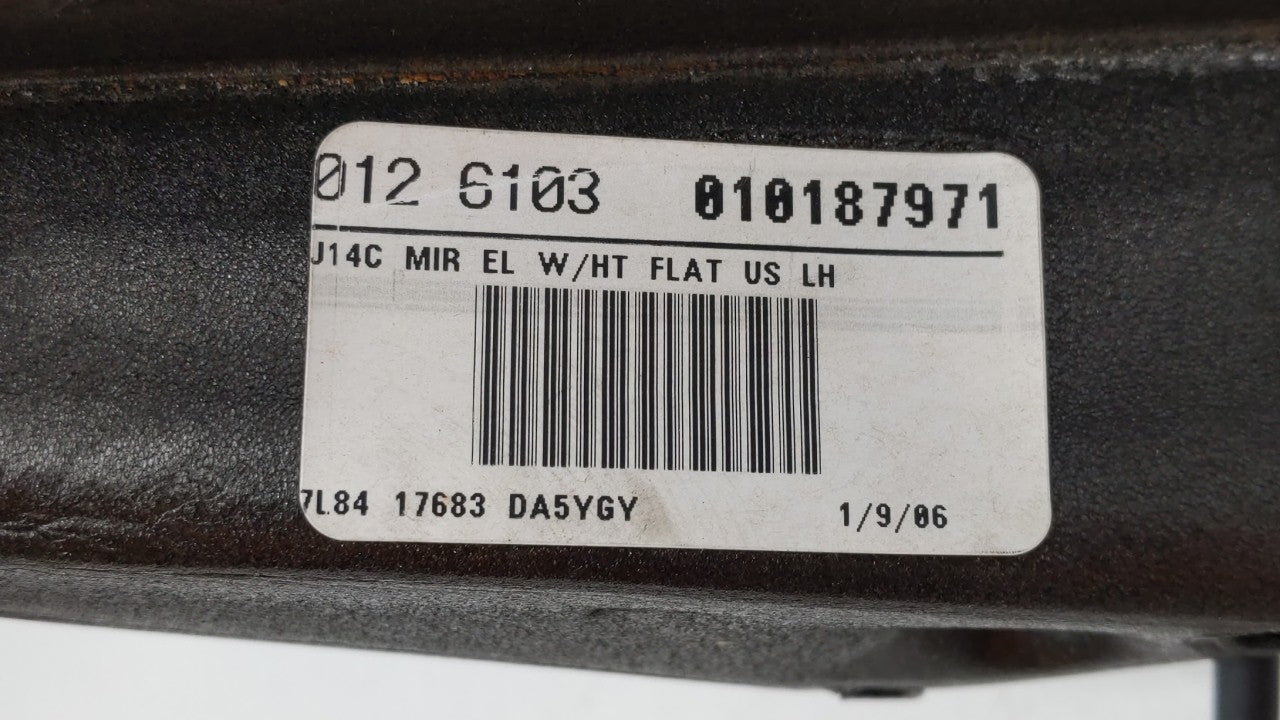 012 6103 010187971
J14C MIR EL W/HT FLAT US LH
7L84 17683 DA5YGY 1/9/06